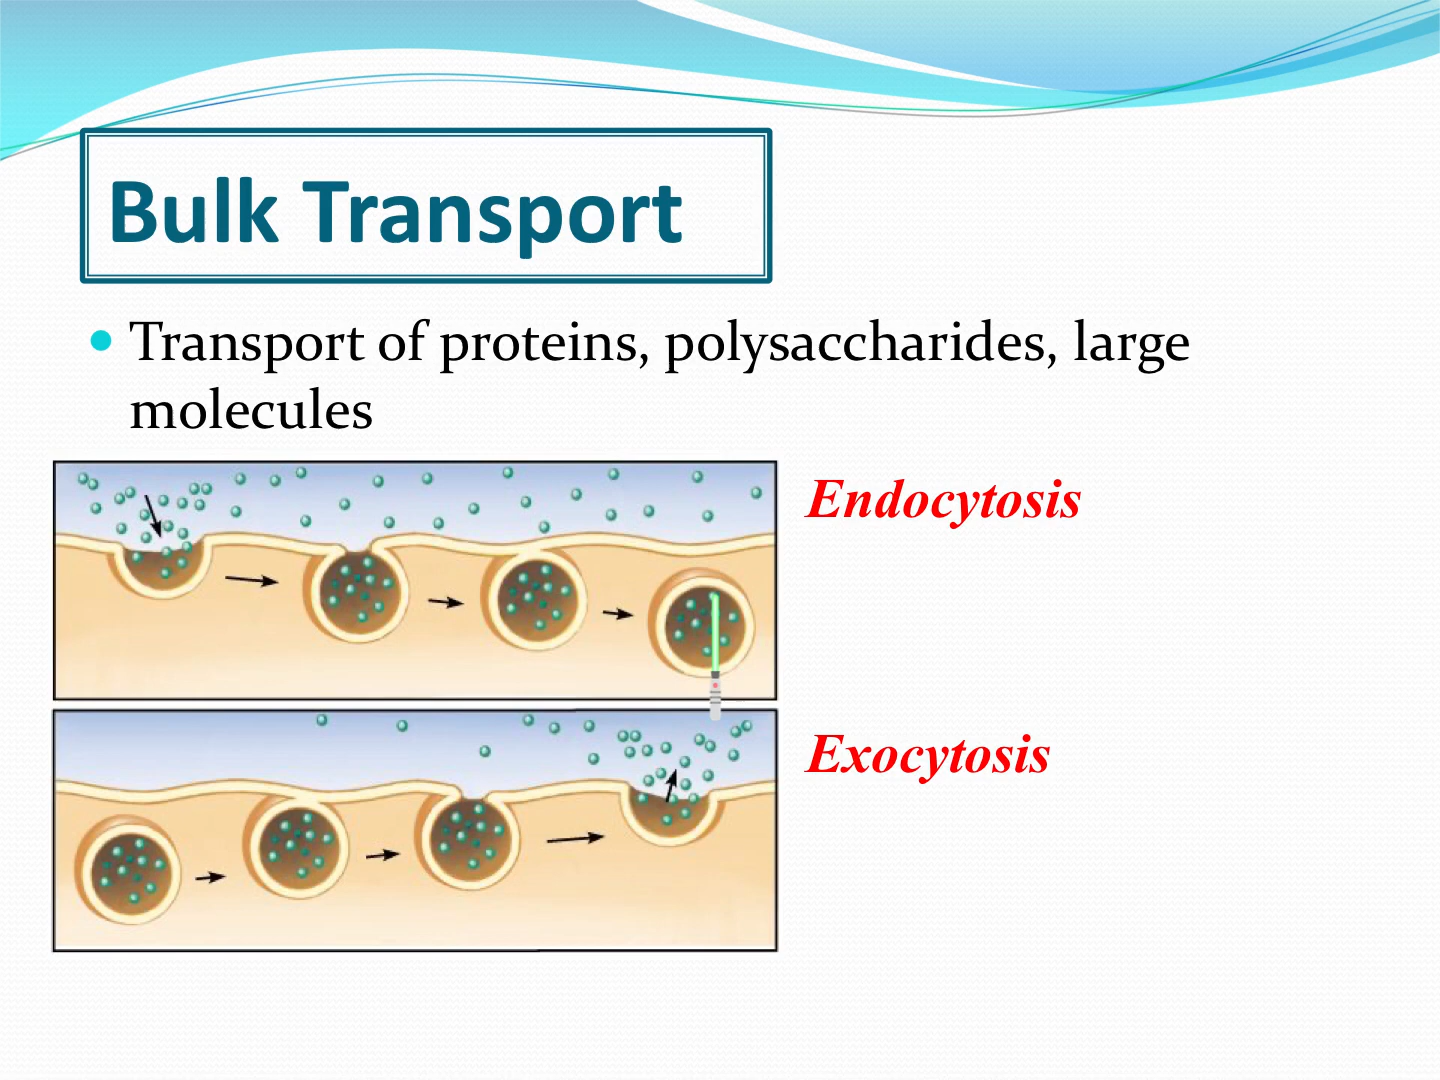 Bulk Transport
Transport of proteins, polysaccharides, large
molecules
Endocytosis
Exocytosis